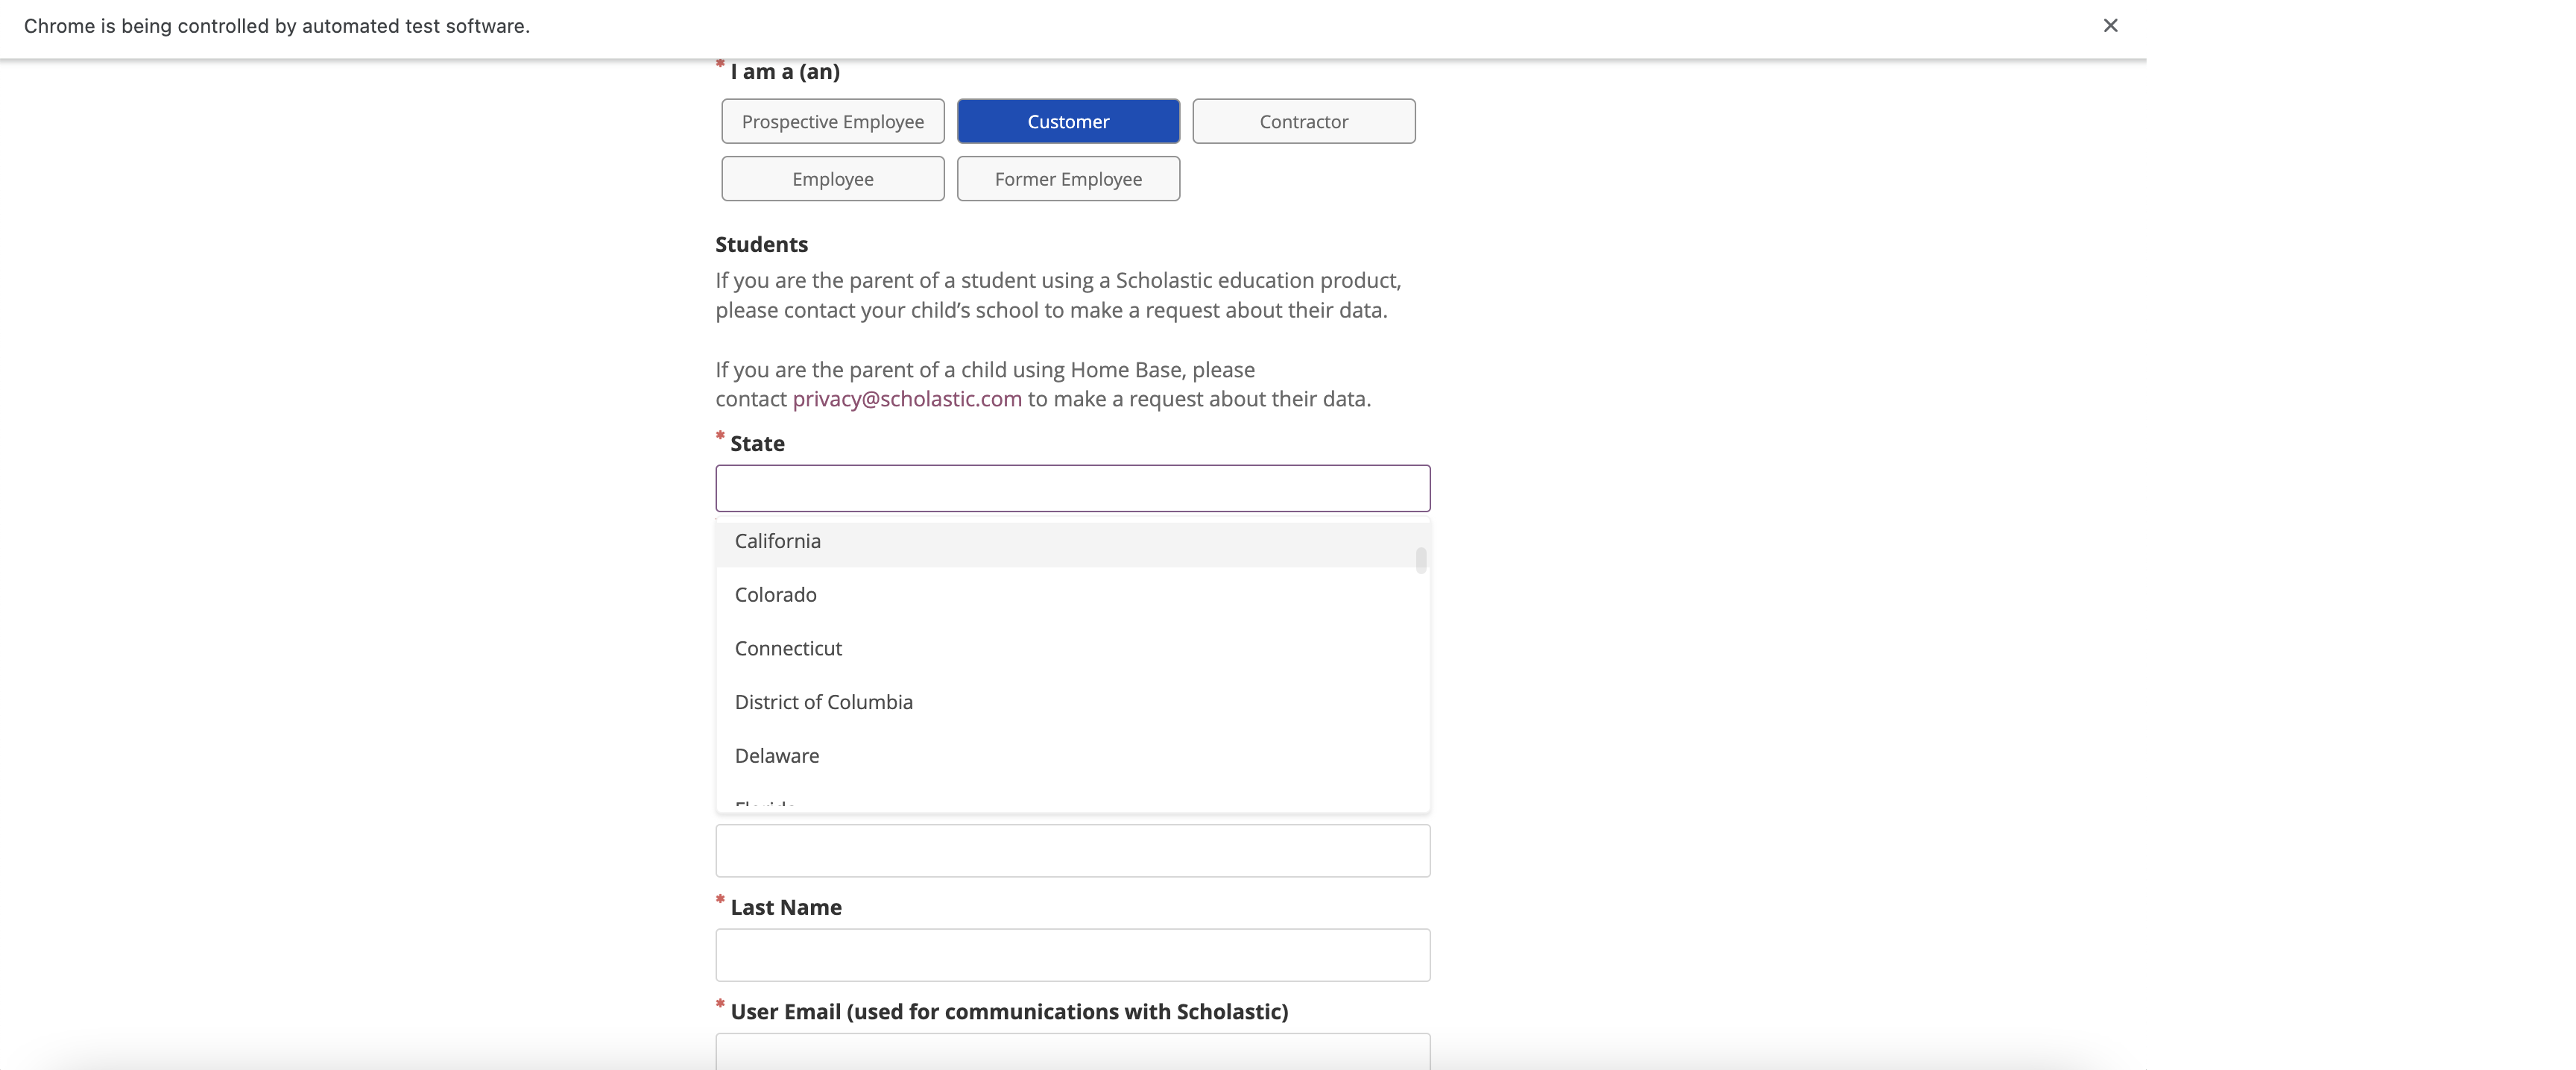 Chrome is being controlled by automated test software.
* I am a (an)
Prospective Employee
Customer
Contractor
Employee
Former Employee
Students
If you are the parent of a student using a Scholastic education product,
please contact your child’s school to make a request about their data.
If you are the parent of a child using Home Base, please
contact privacy@scholastic.com to make a request about their data.
* State
California
Colorado
Connecticut
District of Columbia
Delaware
* Last Name
* User Email (used for communications with Scholastic)